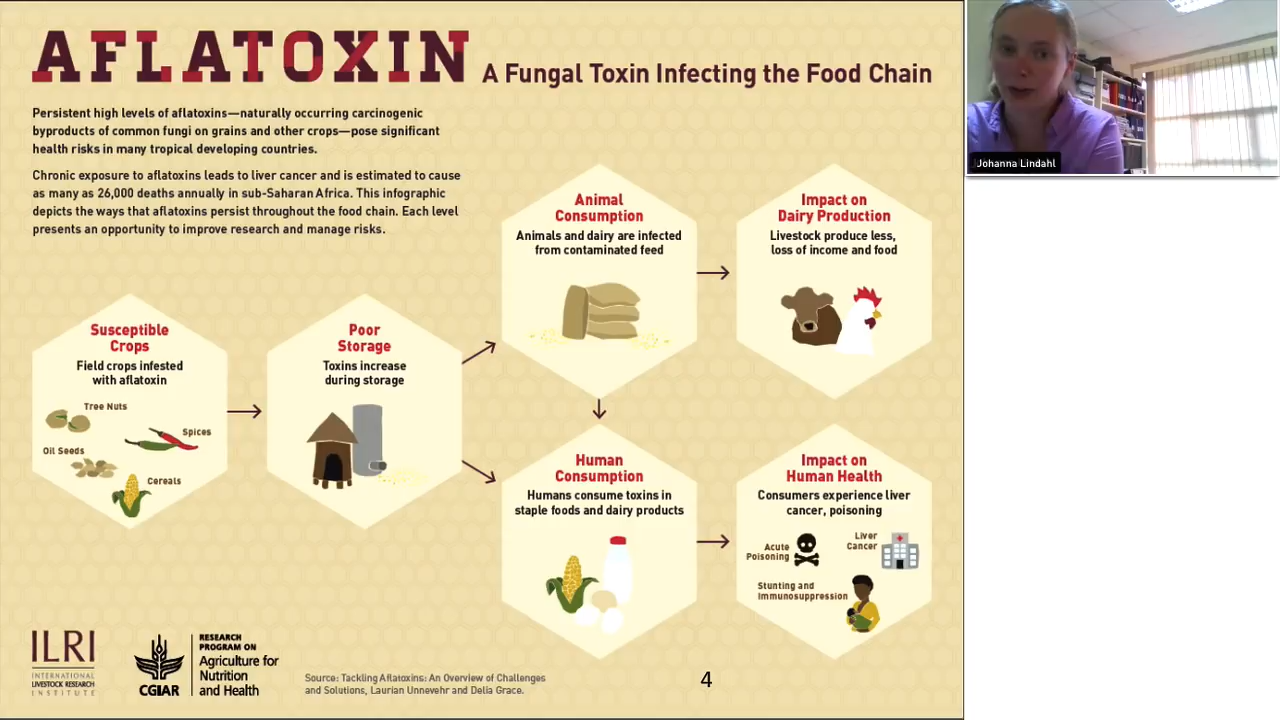 AFLATOXIN
A Fungal Toxin Infecting the Food Chain
Persistent high levels of aflatoxins—naturally occurring carcinogenic
byproducts of common fungi on grains and other crops—pose significant
health risks in many tropical developing countries.
Chronic exposure to aflatoxins leads to liver cancer and is estimated to cause
as many as 26,000 deaths annually in sub-Saharan Africa. This infographic
depicts the ways that aflatoxins persist throughout the food chain. Each level
presents an opportunity to improve research and manage risks.
Susceptible
Crops
Field crops infested
with aflatoxin
Tree Nuts
Spices
Oil Seeds
Cereals
Poor
Storage
Toxins increase
during storage
Animal
Consumption
Animals and dairy are infected
from contaminated feed
Impact on
Dairy Production
Livestock produce less,
loss of income and food
Human
Consumption
Humans consume toxins in
staple foods and dairy products
Impact on
Human Health
Consumers experience liver
cancer, poisoning
Acute
Poisoning
Liver
Cancer
Stunting and
Immunosuppression
ILRI
INTERNATIONAL
LIVESTOCK RESEARCH
INSTITUTE
CGIAR
RESEARCH
PROGRAM ON
Agriculture for
Nutrition
and Health
Source: Tackling Aflatoxins: An Overview of Challenges
and Solutions, Laurian Unnevehr and Delia Grace.
4
Johanna Lindahl